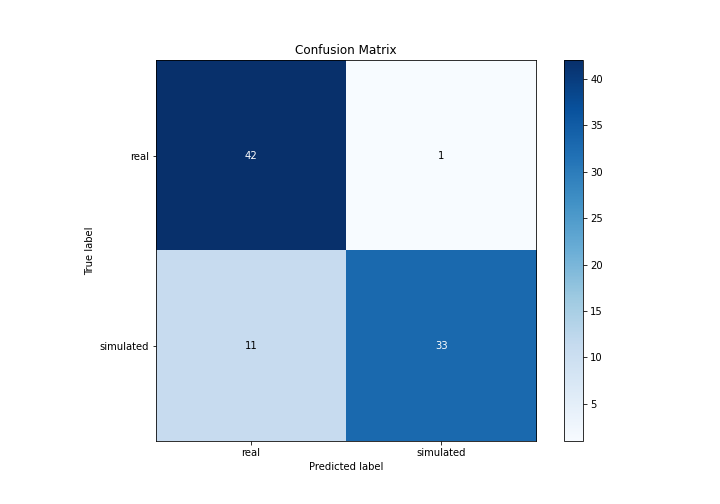 Confusion Matrix
real
42
1
40
35
30
25
20
15
10
5
True label
simulated
11
33
real
simulated
Predicted label